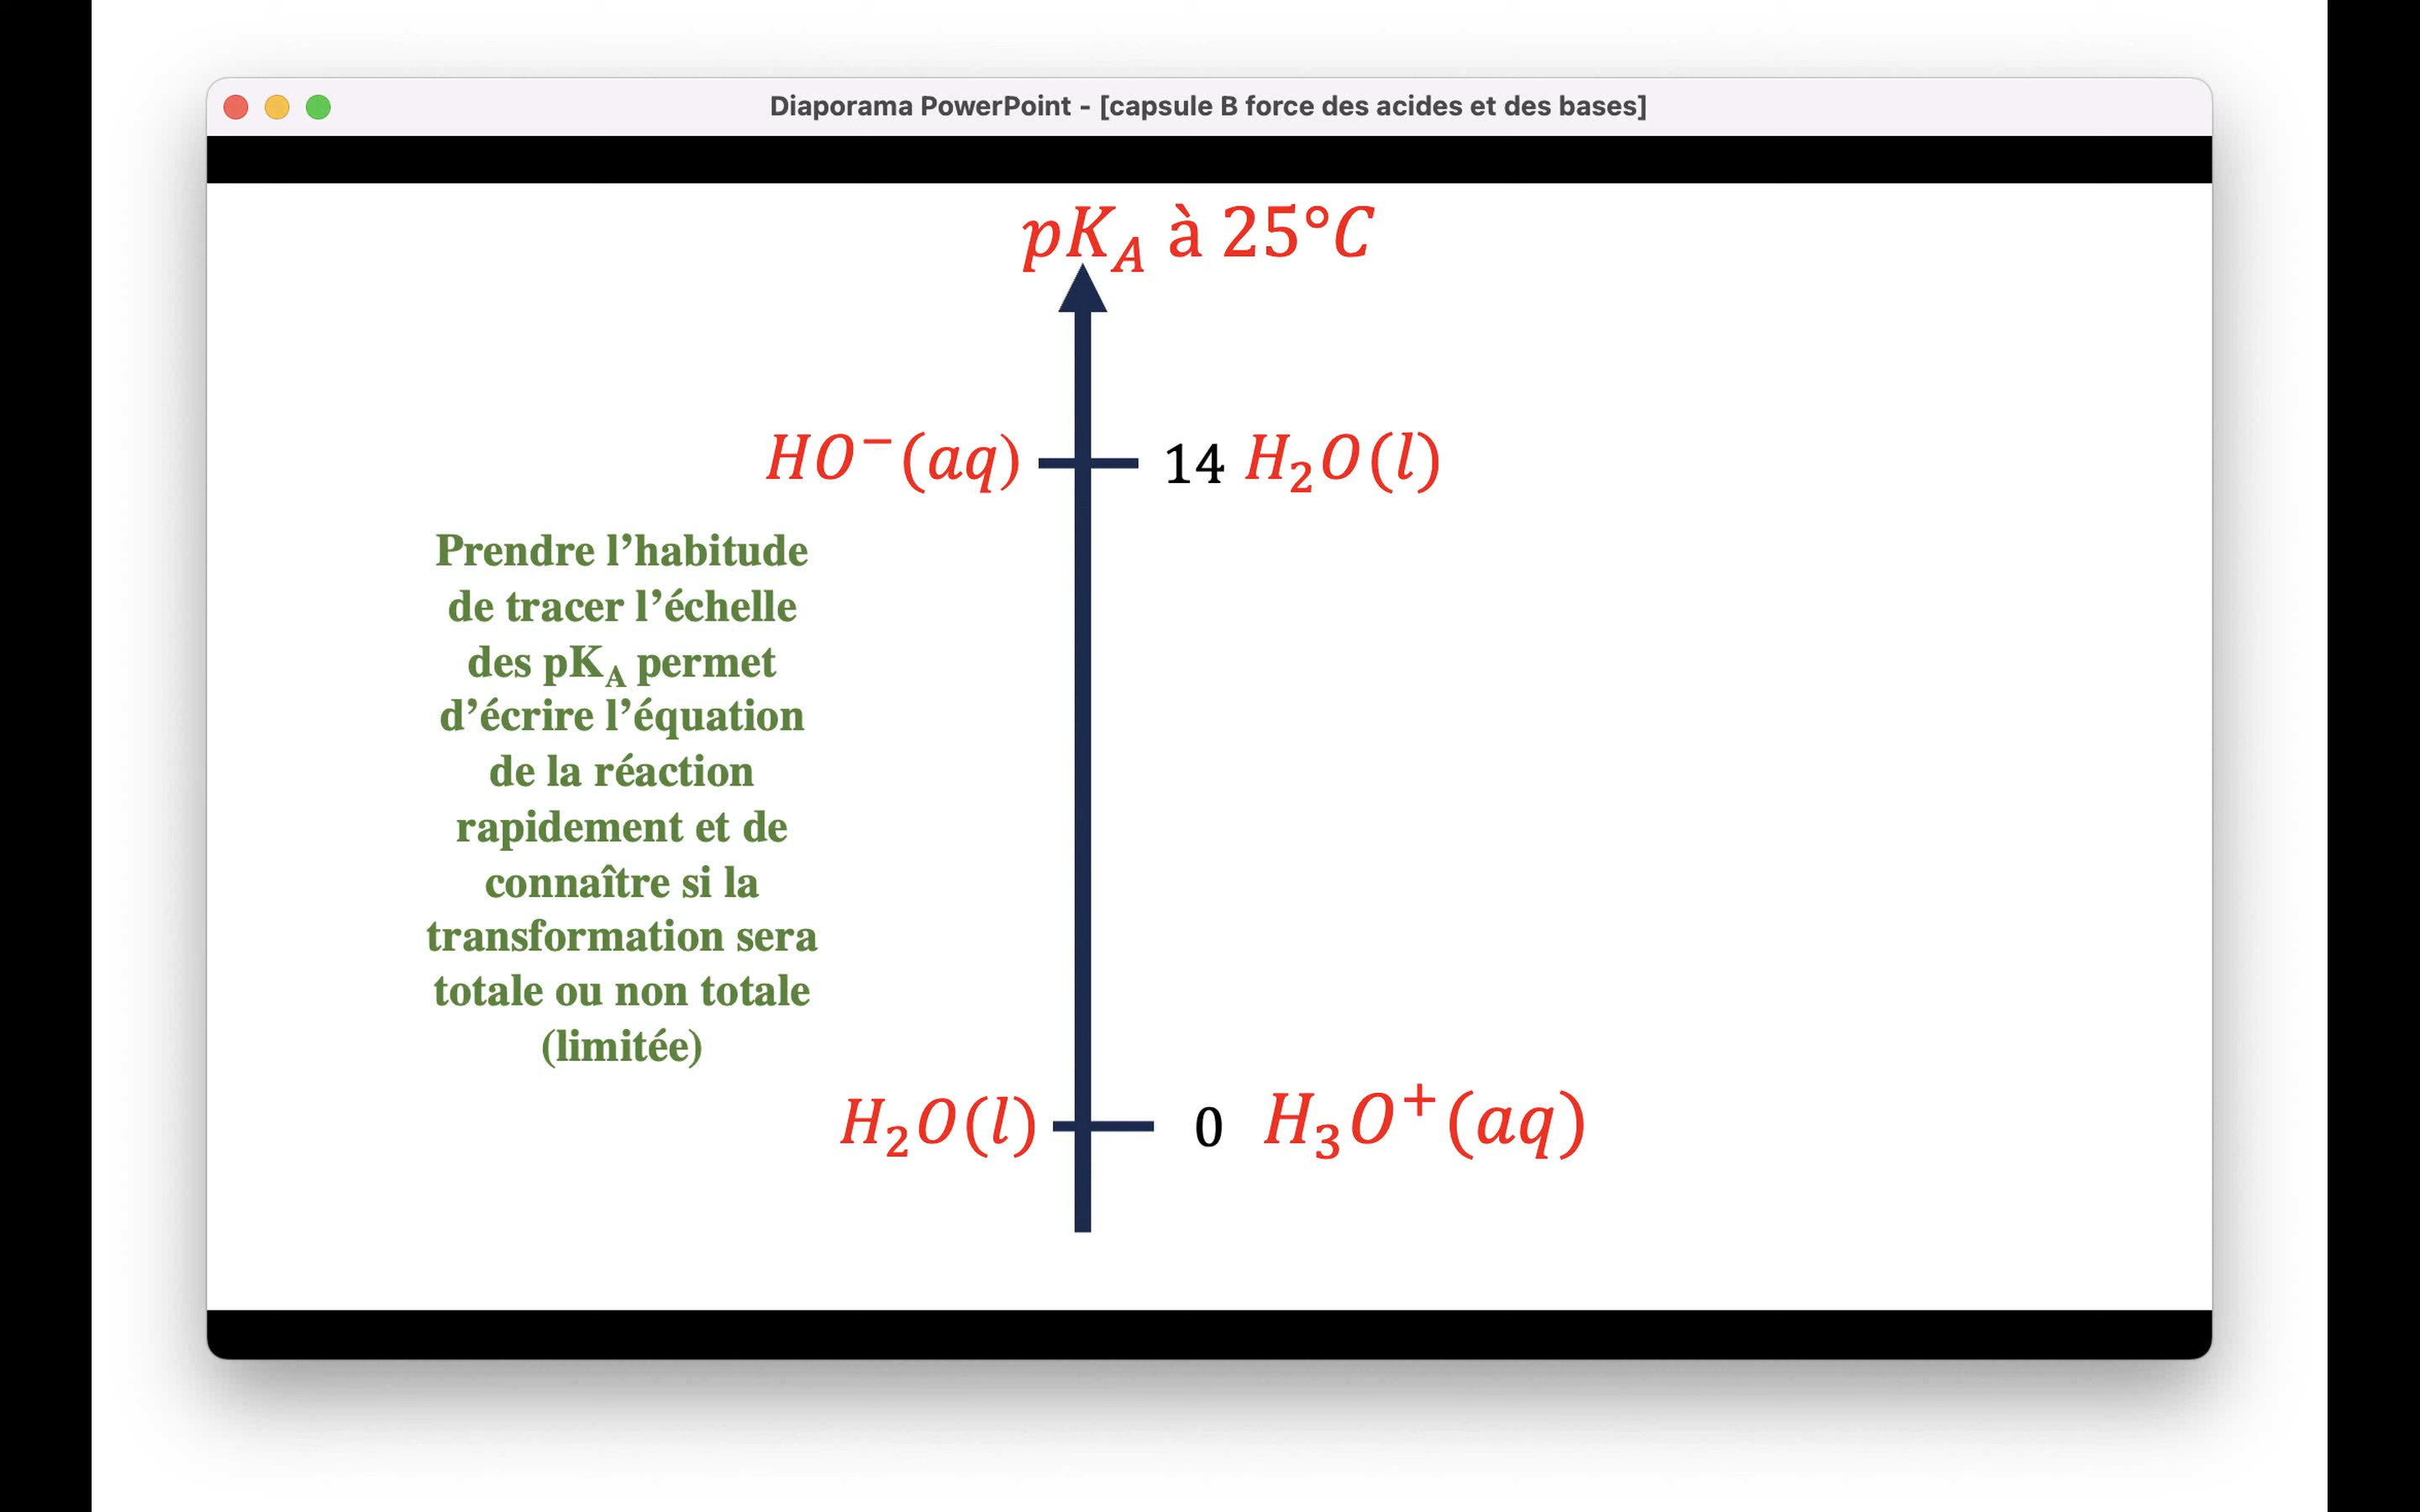 Diaporama PowerPoint - [capsule B force des acides et des bases]
pK_A à 25°C
HO⁻(aq) 14 H₂O(l)
Prendre l’habitude
de tracer l’échelle
des pK_A permet
d’écrire l’équation
de la réaction
rapidement et de
connaître si la
transformation sera
totale ou non totale
(limitée)
H₂O(l) 0 H₃O⁺(aq)